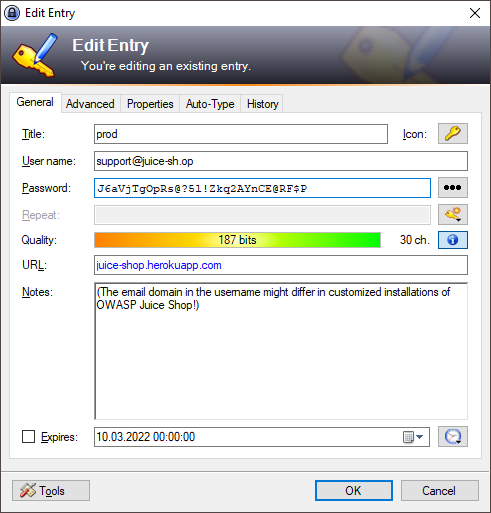 Edit Entry
Edit Entry
You're editing an existing entry.
General Advanced Properties Auto-Type History
Title: prod Icon:
User name: support@juice-sh.op
Password: J6aVjTgOpRs@?5l!Zkq2AYnCE@RF$P
Repeat:
Quality: 187 bits 30 ch.
URL: juice-shop.herokuapp.com
Notes: (The email domain in the username might differ in customized installations of
OWASP Juice Shop!)
Expires: 10.03.2022 00:00:00
Tools OK Cancel